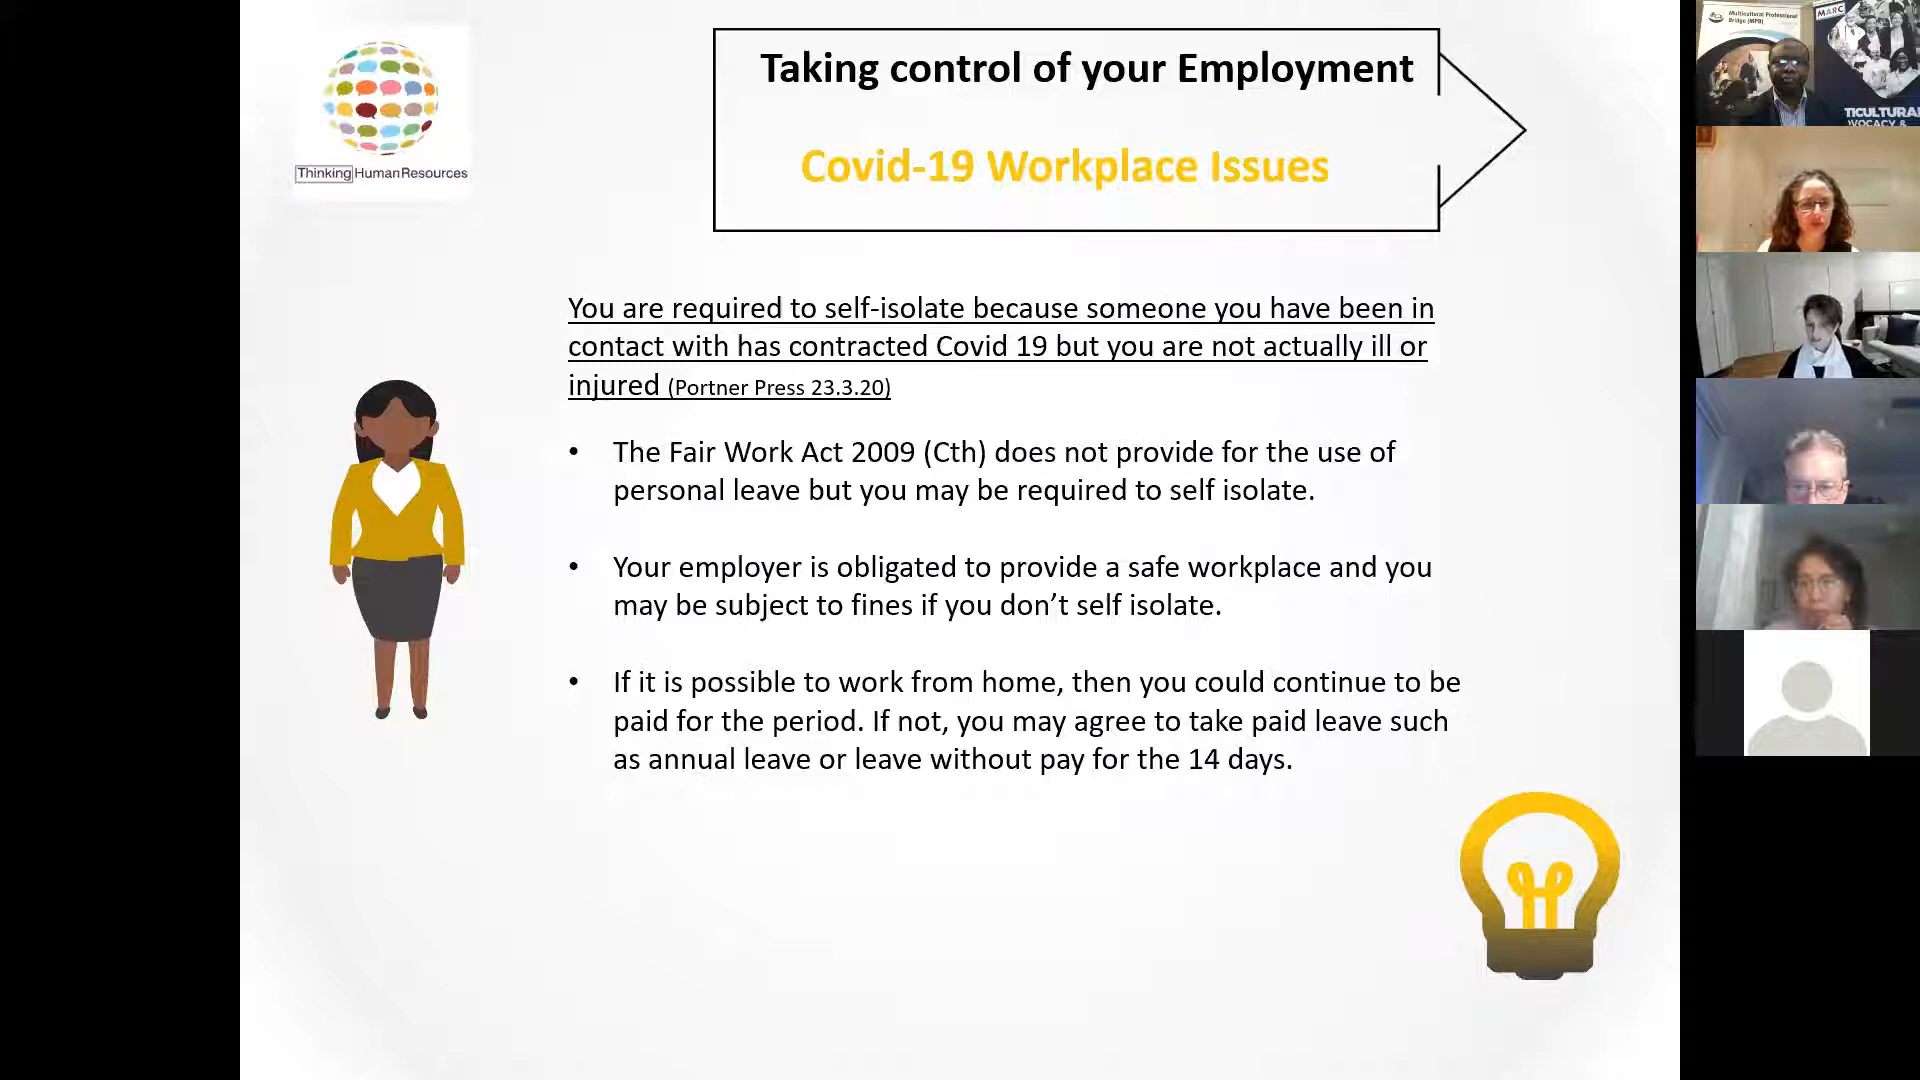 Thinking Human Resources
Taking control of your Employment
Covid-19 Workplace Issues
You are required to self-isolate because someone you have been in
contact with has contracted Covid 19 but you are not actually ill or
injured (Portner Press 23.3.20)
• The Fair Work Act 2009 (Cth) does not provide for the use of
personal leave but you may be required to self isolate.
• Your employer is obligated to provide a safe workplace and you
may be subject to fines if you don’t self isolate.
• If it is possible to work from home, then you could continue to be
paid for the period. If not, you may agree to take paid leave such
as annual leave or leave without pay for the 14 days.
Multicultural Professional
Bridge (MPB)
MARC
TICULTURA
VOCACY &